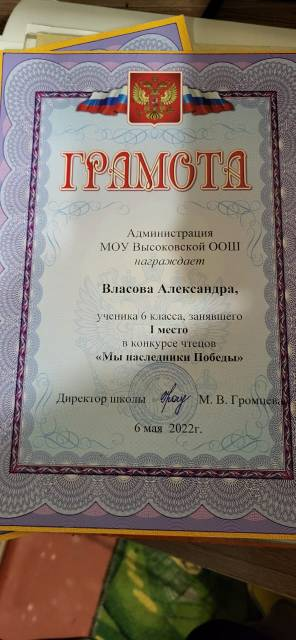 ГРАМОТА
Администрация
МОУ Высоковской ООШ
награждает
Власова Александра,
ученика 6 класса, занявшего
1 место
в конкурсе чтецов
«Мы наследники Победы»
Директор школы М. В. Громцева
6 мая 2022г.